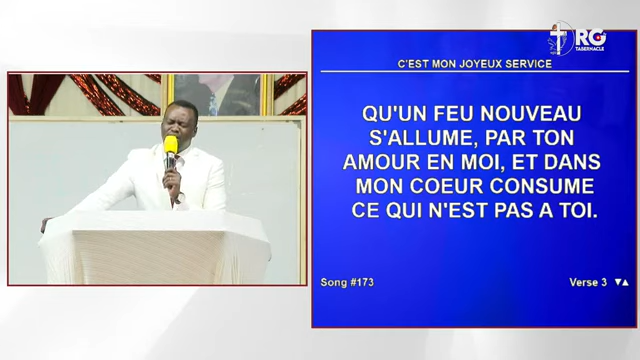 RG
TABERNACLE
C'EST MON JOYEUX SERVICE
QU'UN FEU NOUVEAU
S'ALLUME, PAR TON
AMOUR EN MOI, ET DANS
MON COEUR CONSUME
CE QUI N'EST PAS A TOI.
Song #173
Verse 3